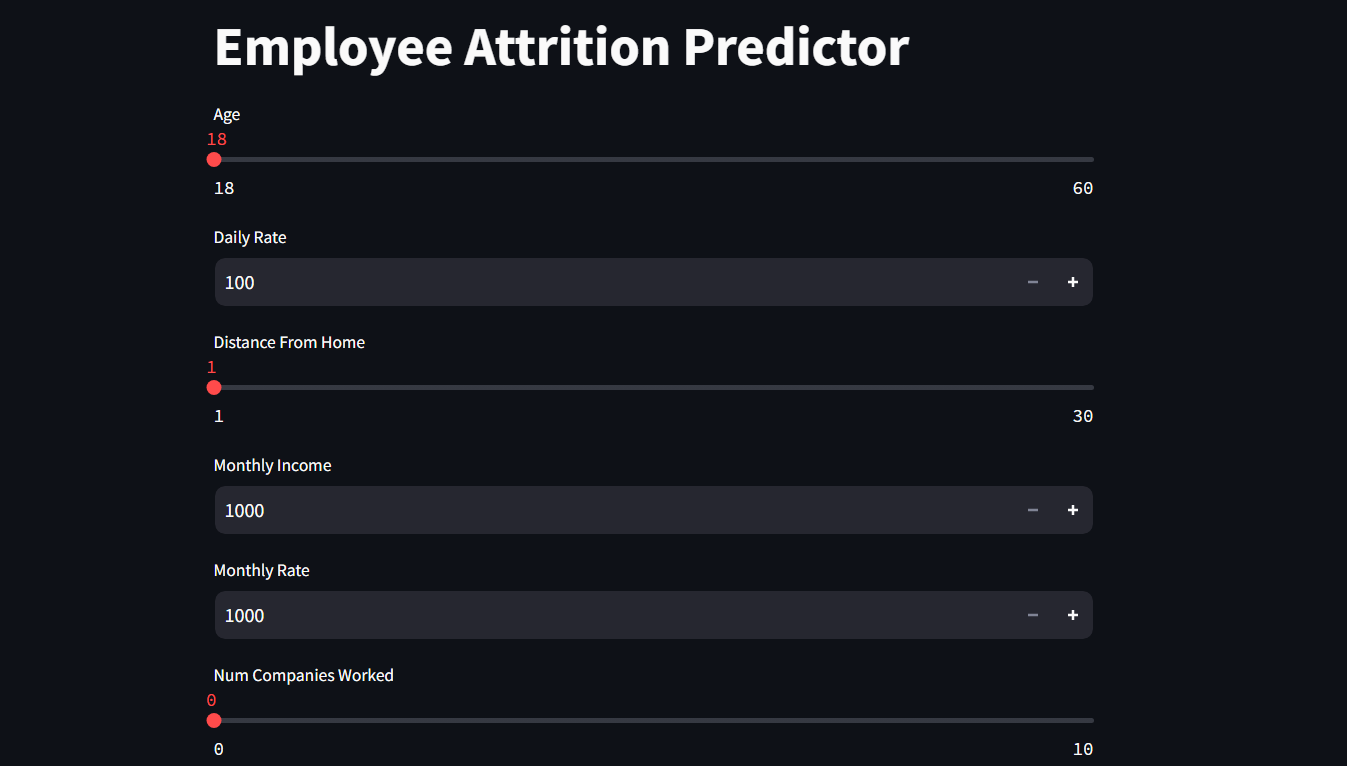 Employee Attrition Predictor
Age
18
18 60
Daily Rate
100 − +
Distance From Home
1
1 30
Monthly Income
1000 − +
Monthly Rate
1000 − +
Num Companies Worked
0
0 10